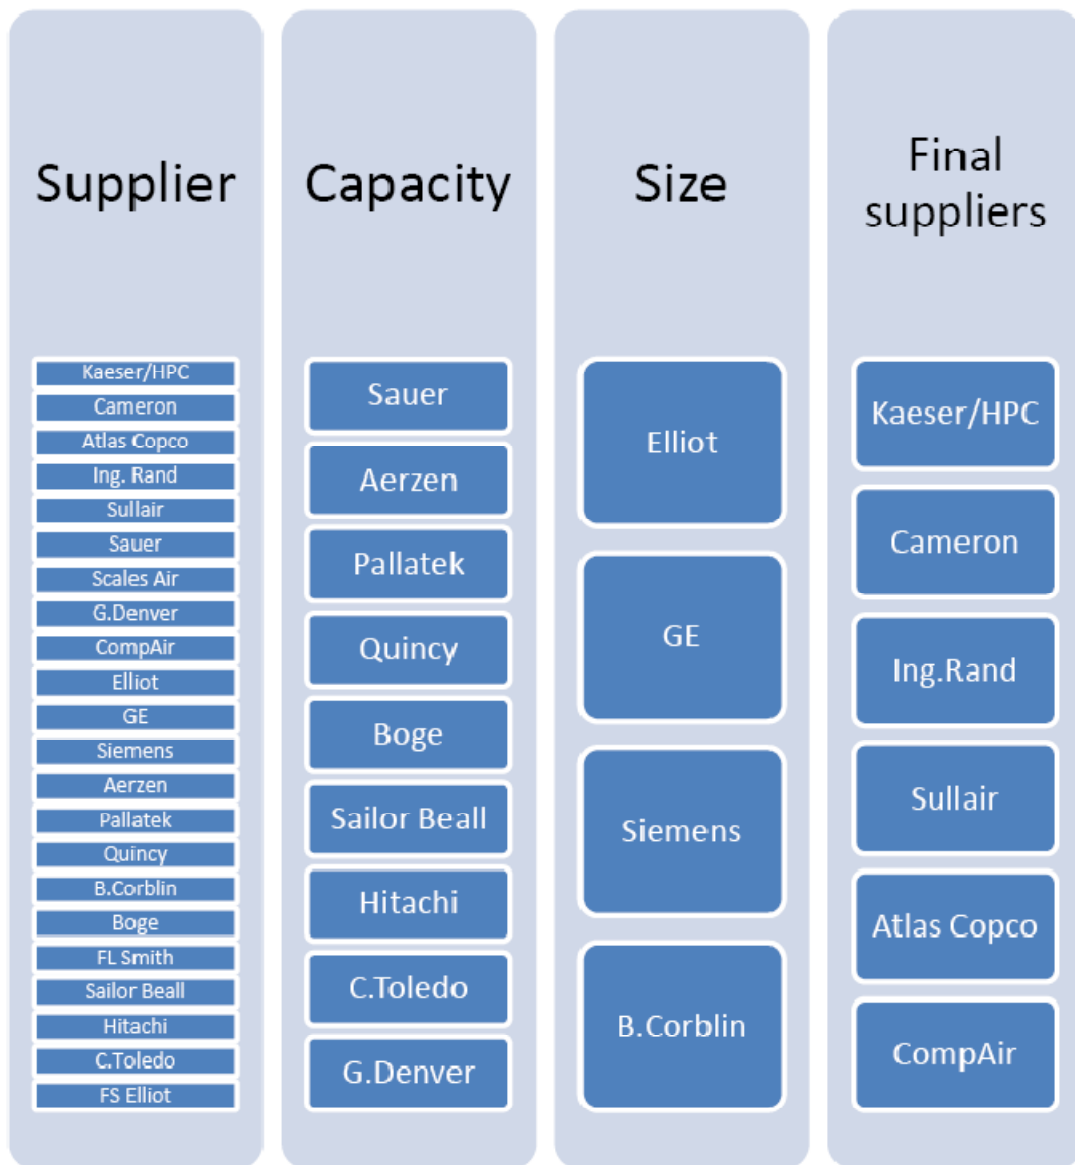 Supplier
Kaeser/HPC
Cameron
Atlas Copco
Ing. Rand
Sullair
Sauer
Scales Air
G.Denver
CompAir
Elliot
GE
Siemens
Aerzen
Pallatek
Quincy
B.Corblin
Boge
FL Smith
Sailor Beall
Hitachi
C.Toledo
FS Elliot
Capacity
Sauer
Aerzen
Pallatek
Quincy
Boge
Sailor Beall
Hitachi
C.Toledo
G.Denver
Size
Elliot
GE
Siemens
B.Corblin
Final
suppliers
Kaeser/HPC
Cameron
Ing.Rand
Sullair
Atlas Copco
CompAir